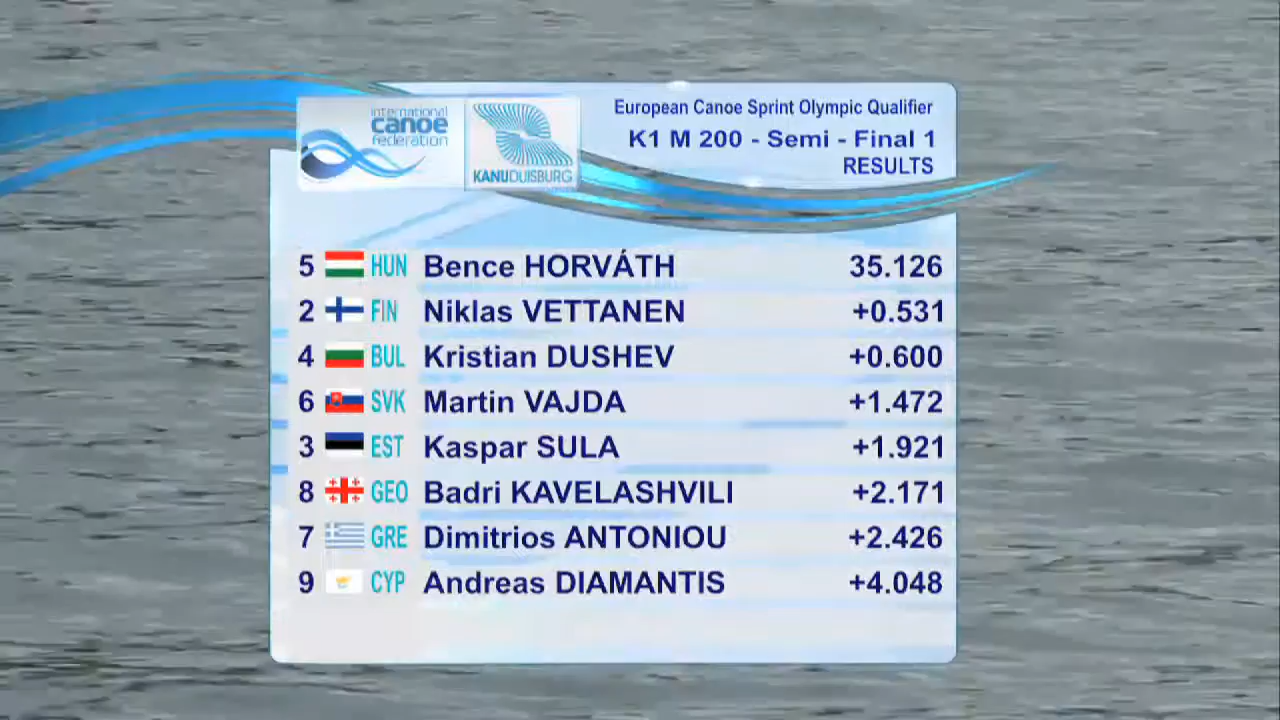 international
canoe
federation
KANUDUISBURG
European Canoe Sprint Olympic Qualifier
K1 M 200 - Semi - Final 1
RESULTS
5 HUN Bence HORVÁTH 35.126
2 FIN Niklas VETTANEN +0.531
4 BUL Kristian DUSHEV +0.600
6 SVK Martin VAJDA +1.472
3 EST Kaspar SULA +1.921
8 GEO Badri KAVELASHVILI +2.171
7 GRE Dimitrios ANTONIOU +2.426
9 CYP Andreas DIAMANTIS +4.048